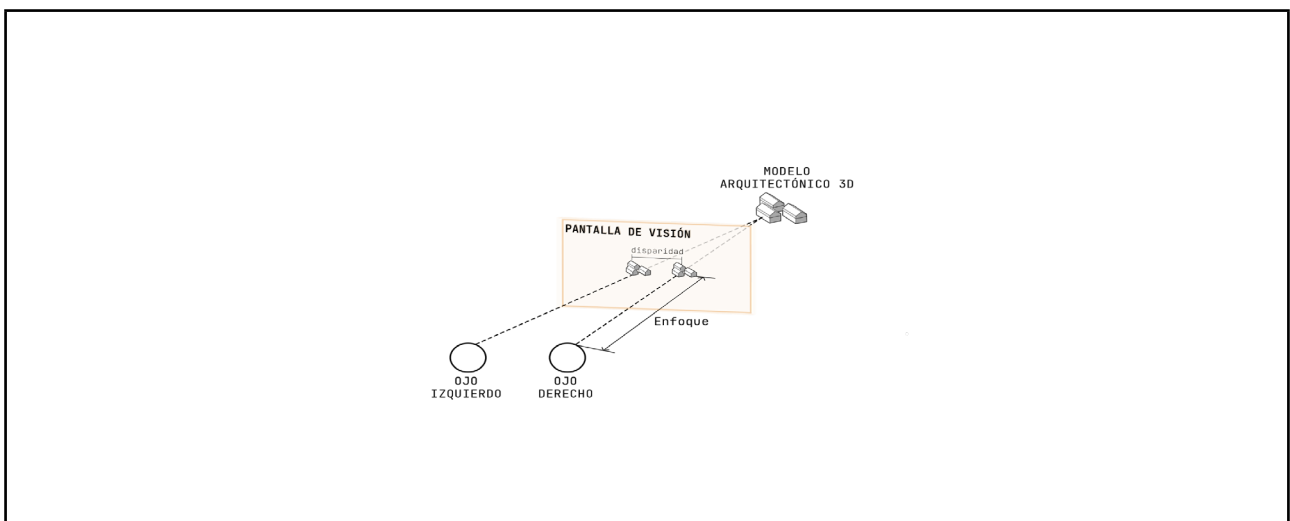 MODELO
ARQUITECTÓNICO 3D
PANTALLA DE VISIÓN
disparidad
Enfoque
OJO
IZQUIERDO
OJO
DERECHO